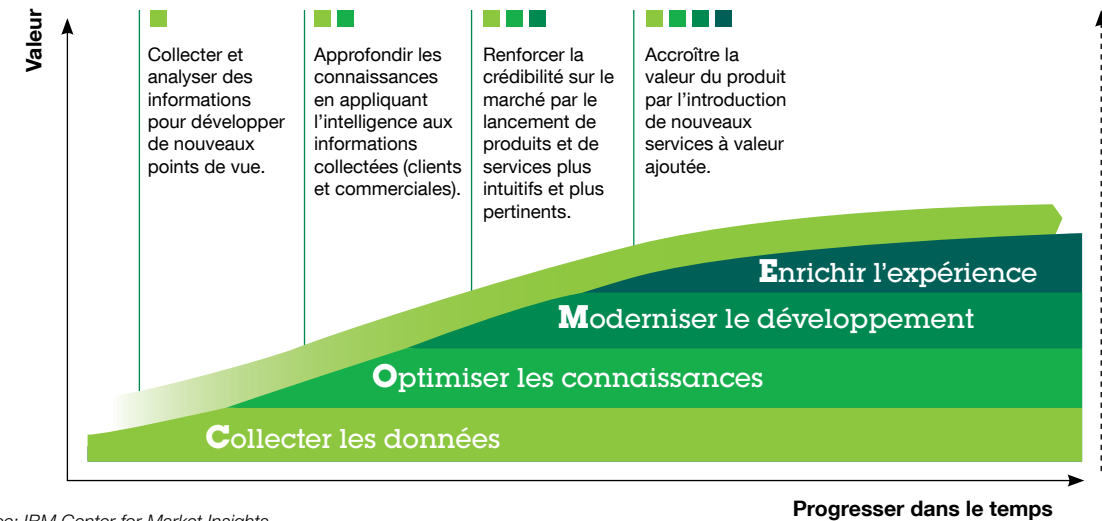 Valeur
Collecter et
analyser des
informations
pour développer
de nouveaux
points de vue.
Approfondir les
connaissances
en appliquant
l'intelligence aux
informations
collectées (clients
et commerciales).
Renforcer la
crédibilité sur le
marché par le
lancement de
produits et de
services plus
intuitifs et plus
pertinents.
Accroître la
valeur du produit
par l'introduction
de nouveaux
services à valeur
ajoutée.
Enrichir l'expérience
Moderniser le développement
Optimiser les connaissances
Collecter les données
Progresser dans le temps
IBM Center for Market Insights